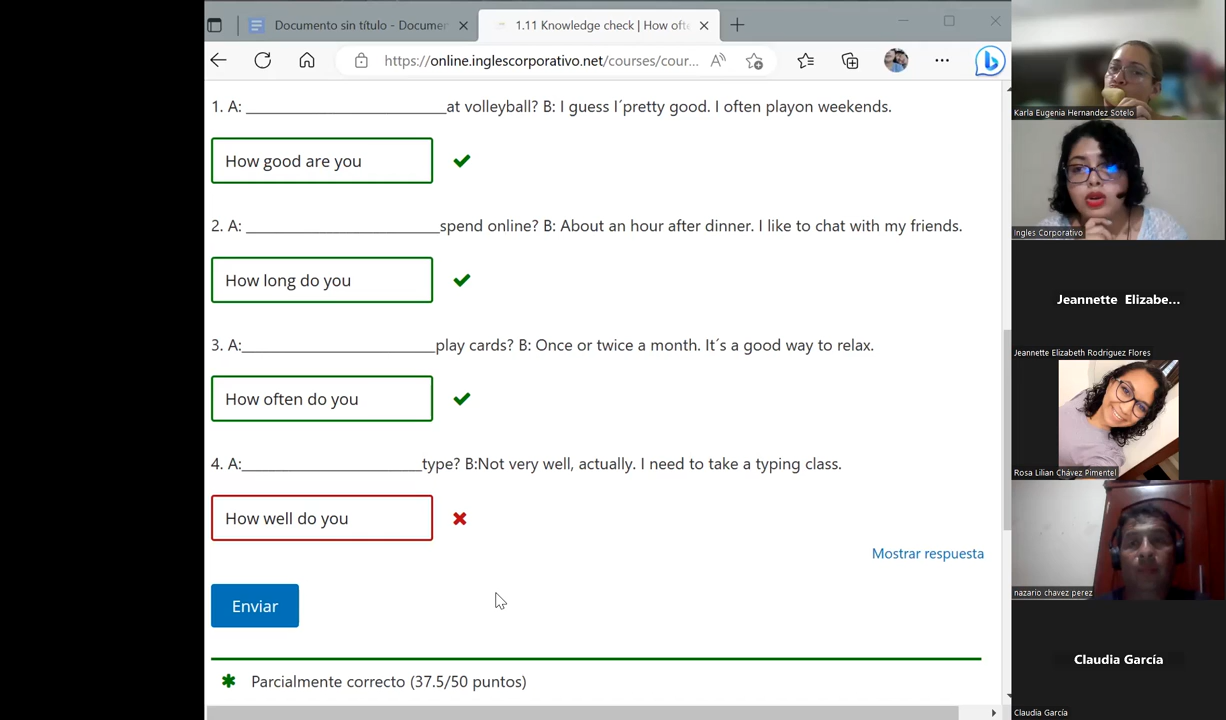 Documento sin título - Documen
1.11 Knowledge check | How ofte
https://online.inglescorporativo.net/courses/cour...
1. A: ________________________at volleyball? B: I guess I´pretty good. I often playon weekends.
How good are you
2. A: _______________________spend online? B: About an hour after dinner. I like to chat with my friends.
How long do you
3. A:_______________________play cards? B: Once or twice a month. It´s a good way to relax.
How often do you
4. A:_____________________type? B:Not very well, actually. I need to take a typing class.
How well do you
Mostrar respuesta
Enviar
Parcialmente correcto (37.5/50 puntos)
Karla Eugenia Hernandez Sotelo
Ingles Corporativo
Jeannette Elizabe...
Jeannette Elizabeth Rodriguez Flores
Rosa Lilian Chávez Pimentel
nazario chavez perez
Claudia García
Claudia García